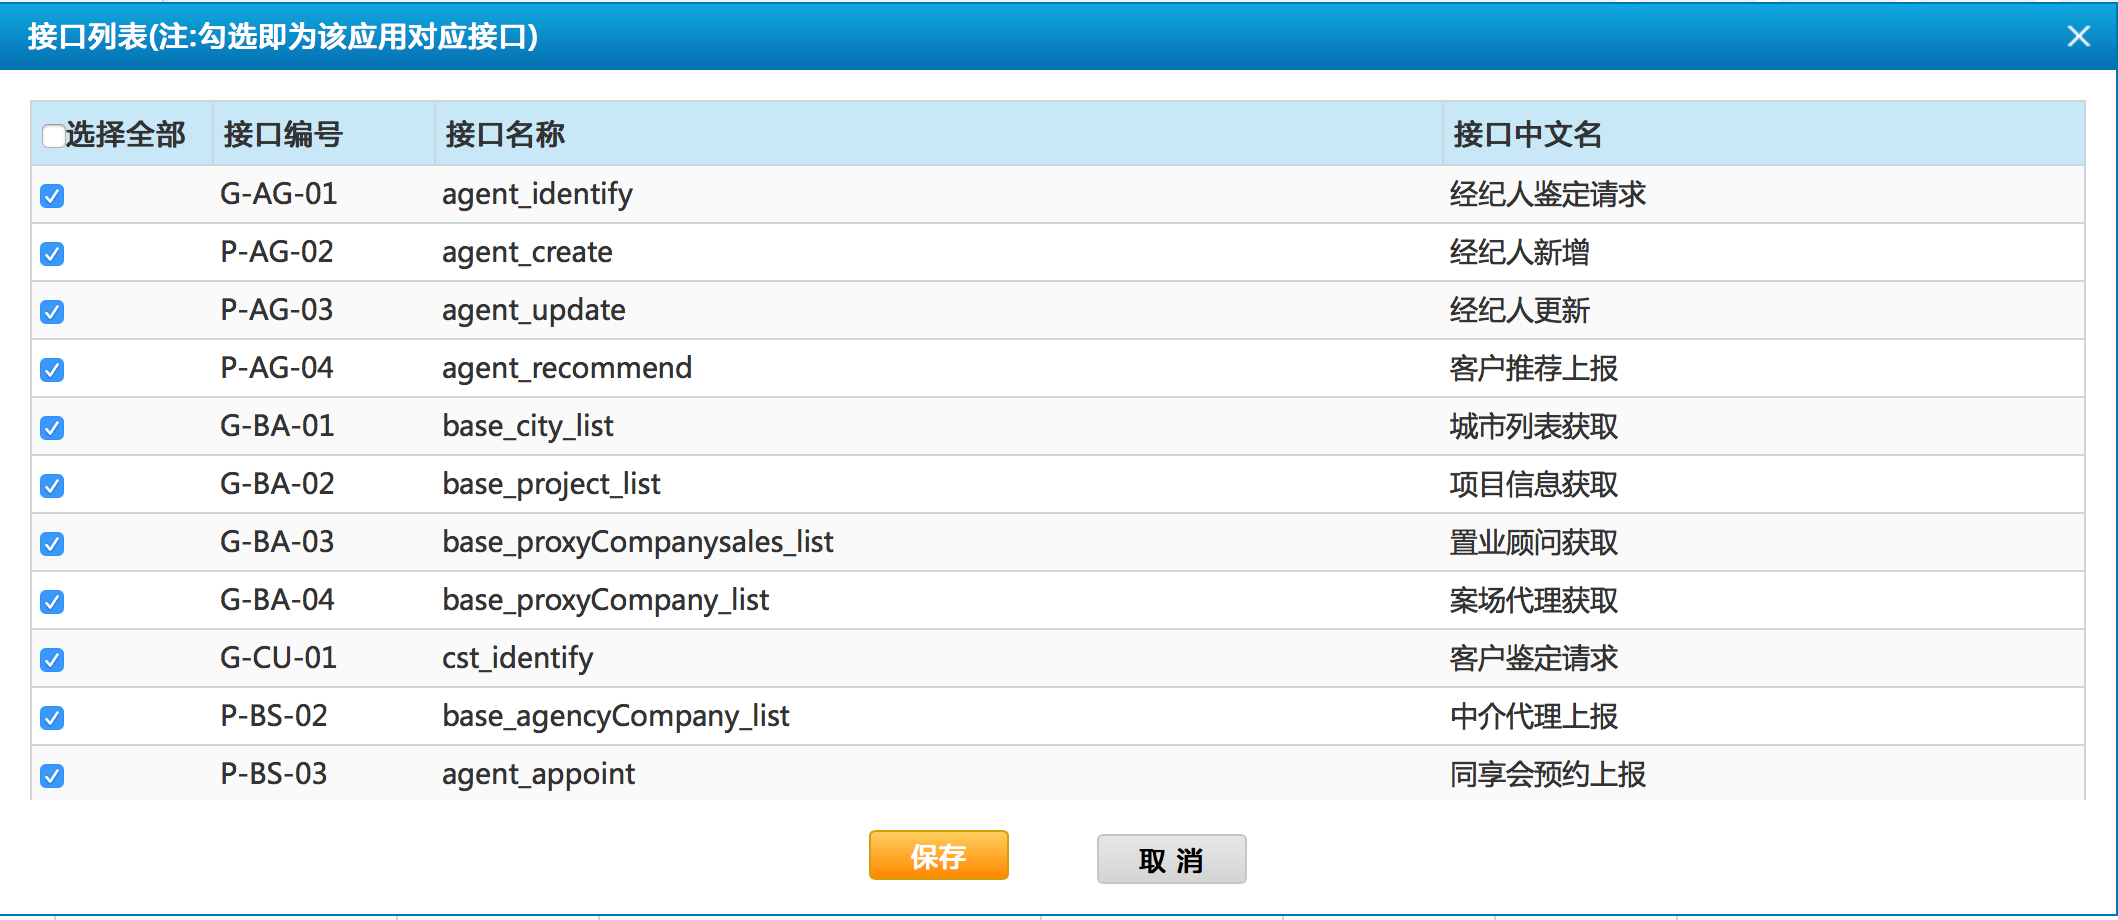 接口列表(注:勾选即为该应用对应接口)
选择全部 接口编号 接口名称 接口中文名
G-AG-01 agent_identify 经纪人鉴定请求
P-AG-02 agent_create 经纪人新增
P-AG-03 agent_update 经纪人更新
P-AG-04 agent_recommend 客户推荐上报
G-BA-01 base_city_list 城市列表获取
G-BA-02 base_project_list 项目信息获取
G-BA-03 base_proxyCompanysales_list 置业顾问获取
G-BA-04 base_proxyCompany_list 案场代理获取
G-CU-01 cst_identify 客户鉴定请求
P-BS-02 base_agencyCompany_list 中介代理上报
P-BS-03 agent_appoint 同享会预约上报
保存 取 消